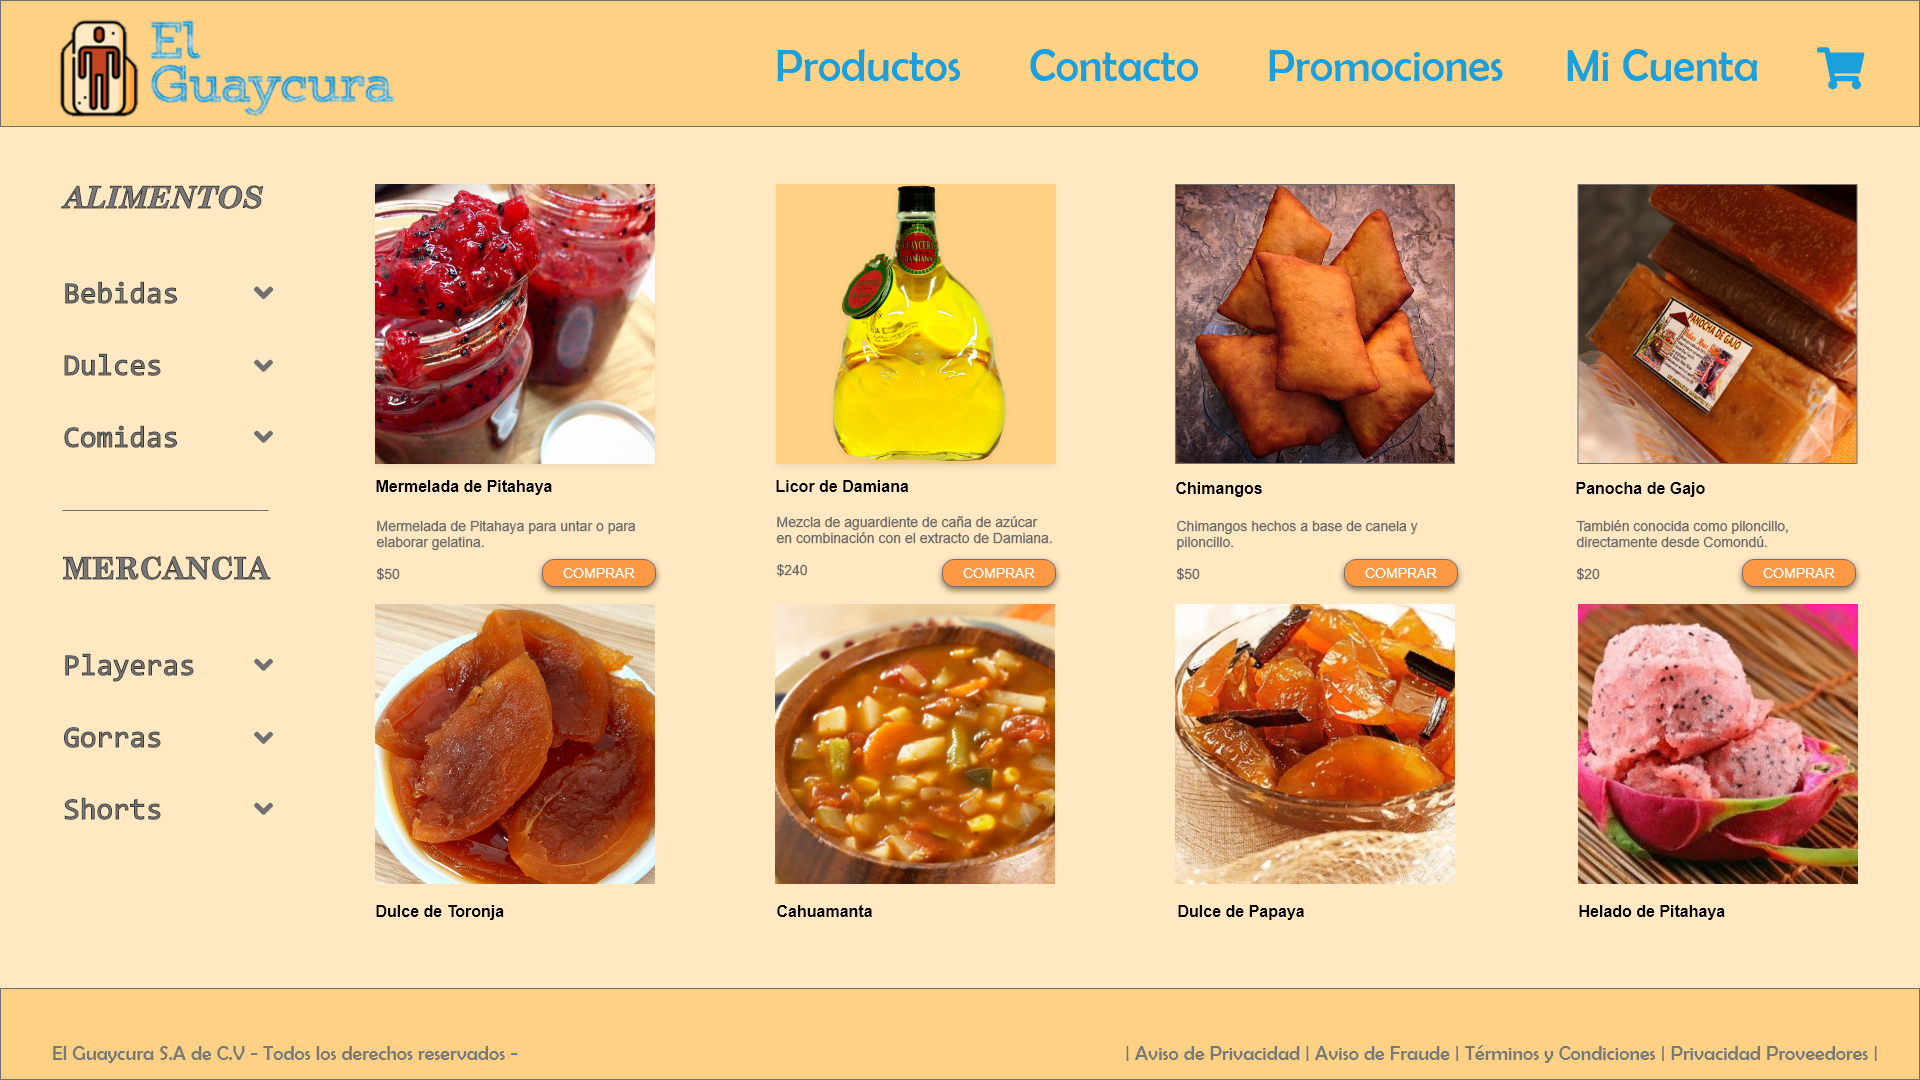 El
Guaycura
Productos
Contacto
Promociones
Mi Cuenta
ALIMENTOS
Bebidas
Dulces
Comidas
MERCANCIA
Playeras
Gorras
Shorts
Mermelada de Pitahaya
Mermelada de Pitahaya para untar o para
elaborar gelatina.
$50
COMPRAR
GUAYCURA
DAMIANA
Licor de Damiana
Mezcla de aguardiente de caña de azúcar
en combinación con el extracto de Damiana.
$240
COMPRAR
Chimangos
Chimangos hechos a base de canela y
piloncillo.
$50
COMPRAR
PANOCHA DE GAJO
Panocha de Gajo
También conocida como piloncillo,
directamente desde Comondú.
$20
COMPRAR
Dulce de Toronja
Cahuamanta
Dulce de Papaya
Helado de Pitahaya
El Guaycura S.A de C.V - Todos los derechos reservados -
| Aviso de Privacidad | Aviso de Fraude | Términos y Condiciones | Privacidad Proveedores |